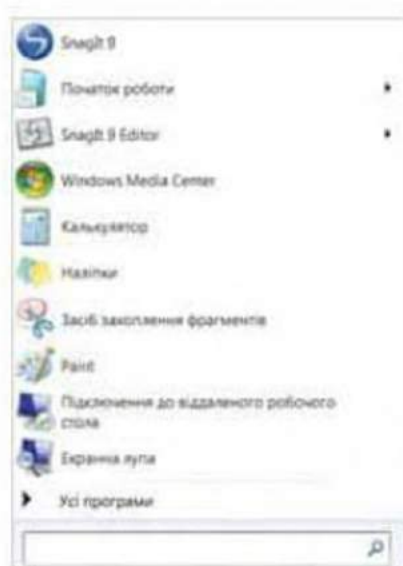 SnagIt 9
Початок роботи
SnagIt 9 Editor
Windows Media Center
Калькулятор
Наліпки
Засіб захоплення фрагментів
Paint
Підключення до віддаленого робочого
стола
Екранна лупа
Усі програми